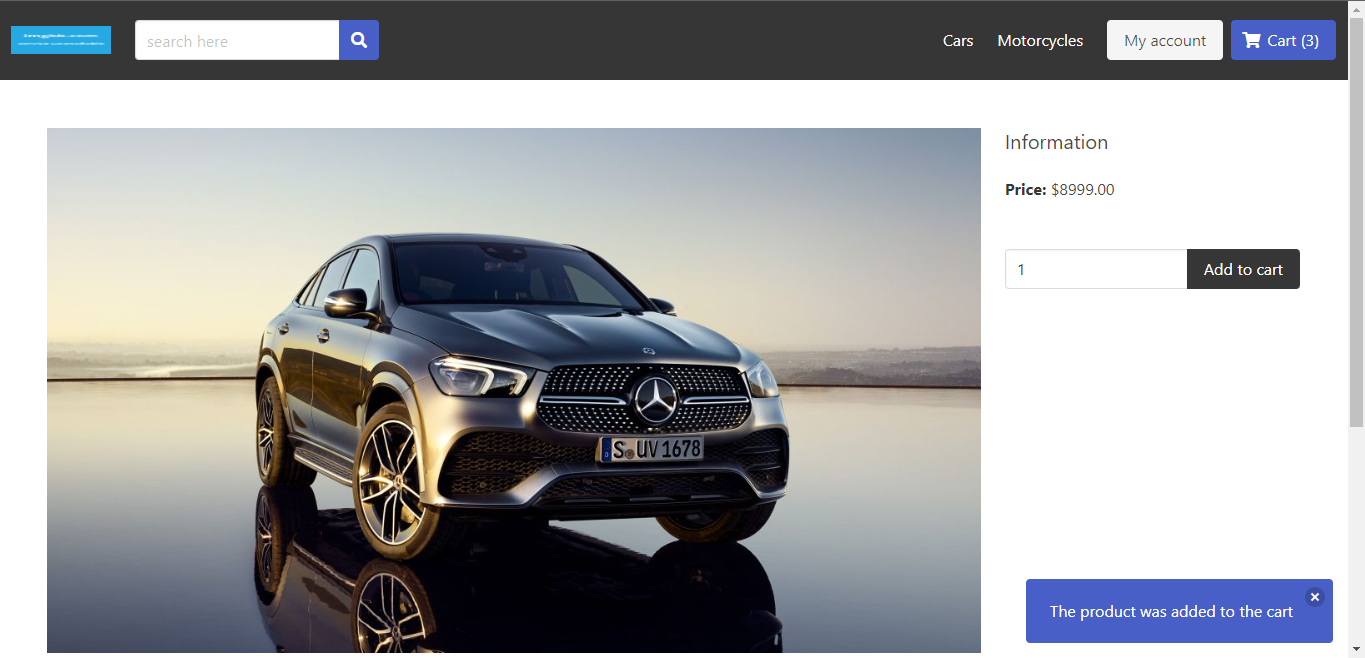 search here
Cars
Motorcycles
My account
Cart (3)
Information
Price: $8999.00
1
Add to cart
S UV 1678
The product was added to the cart